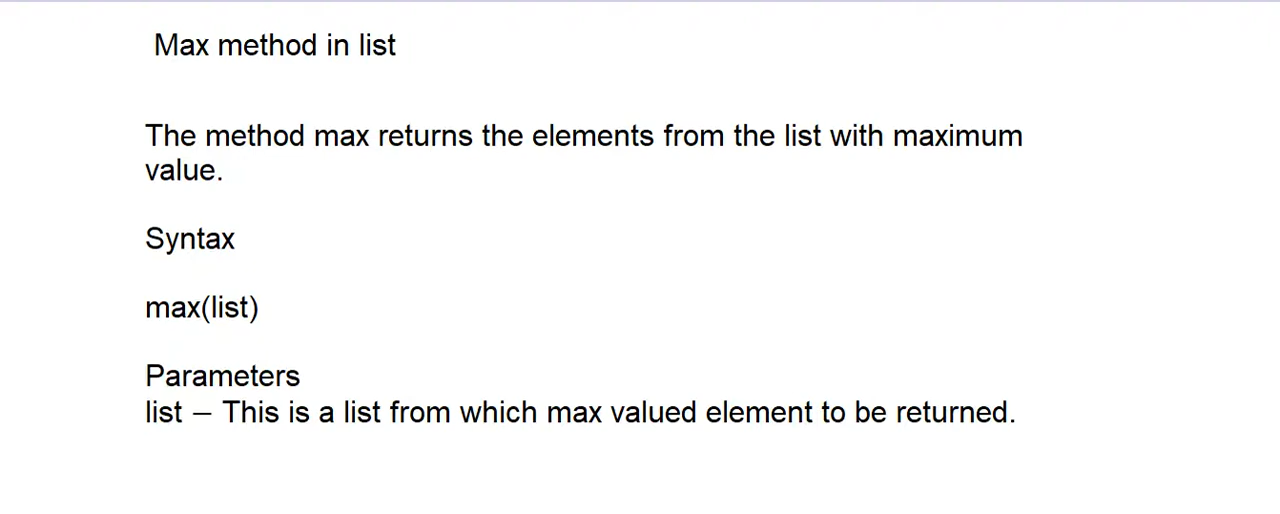 Max method in list
The method max returns the elements from the list with maximum
value.
Syntax
max(list)
Parameters
list – This is a list from which max valued element to be returned.